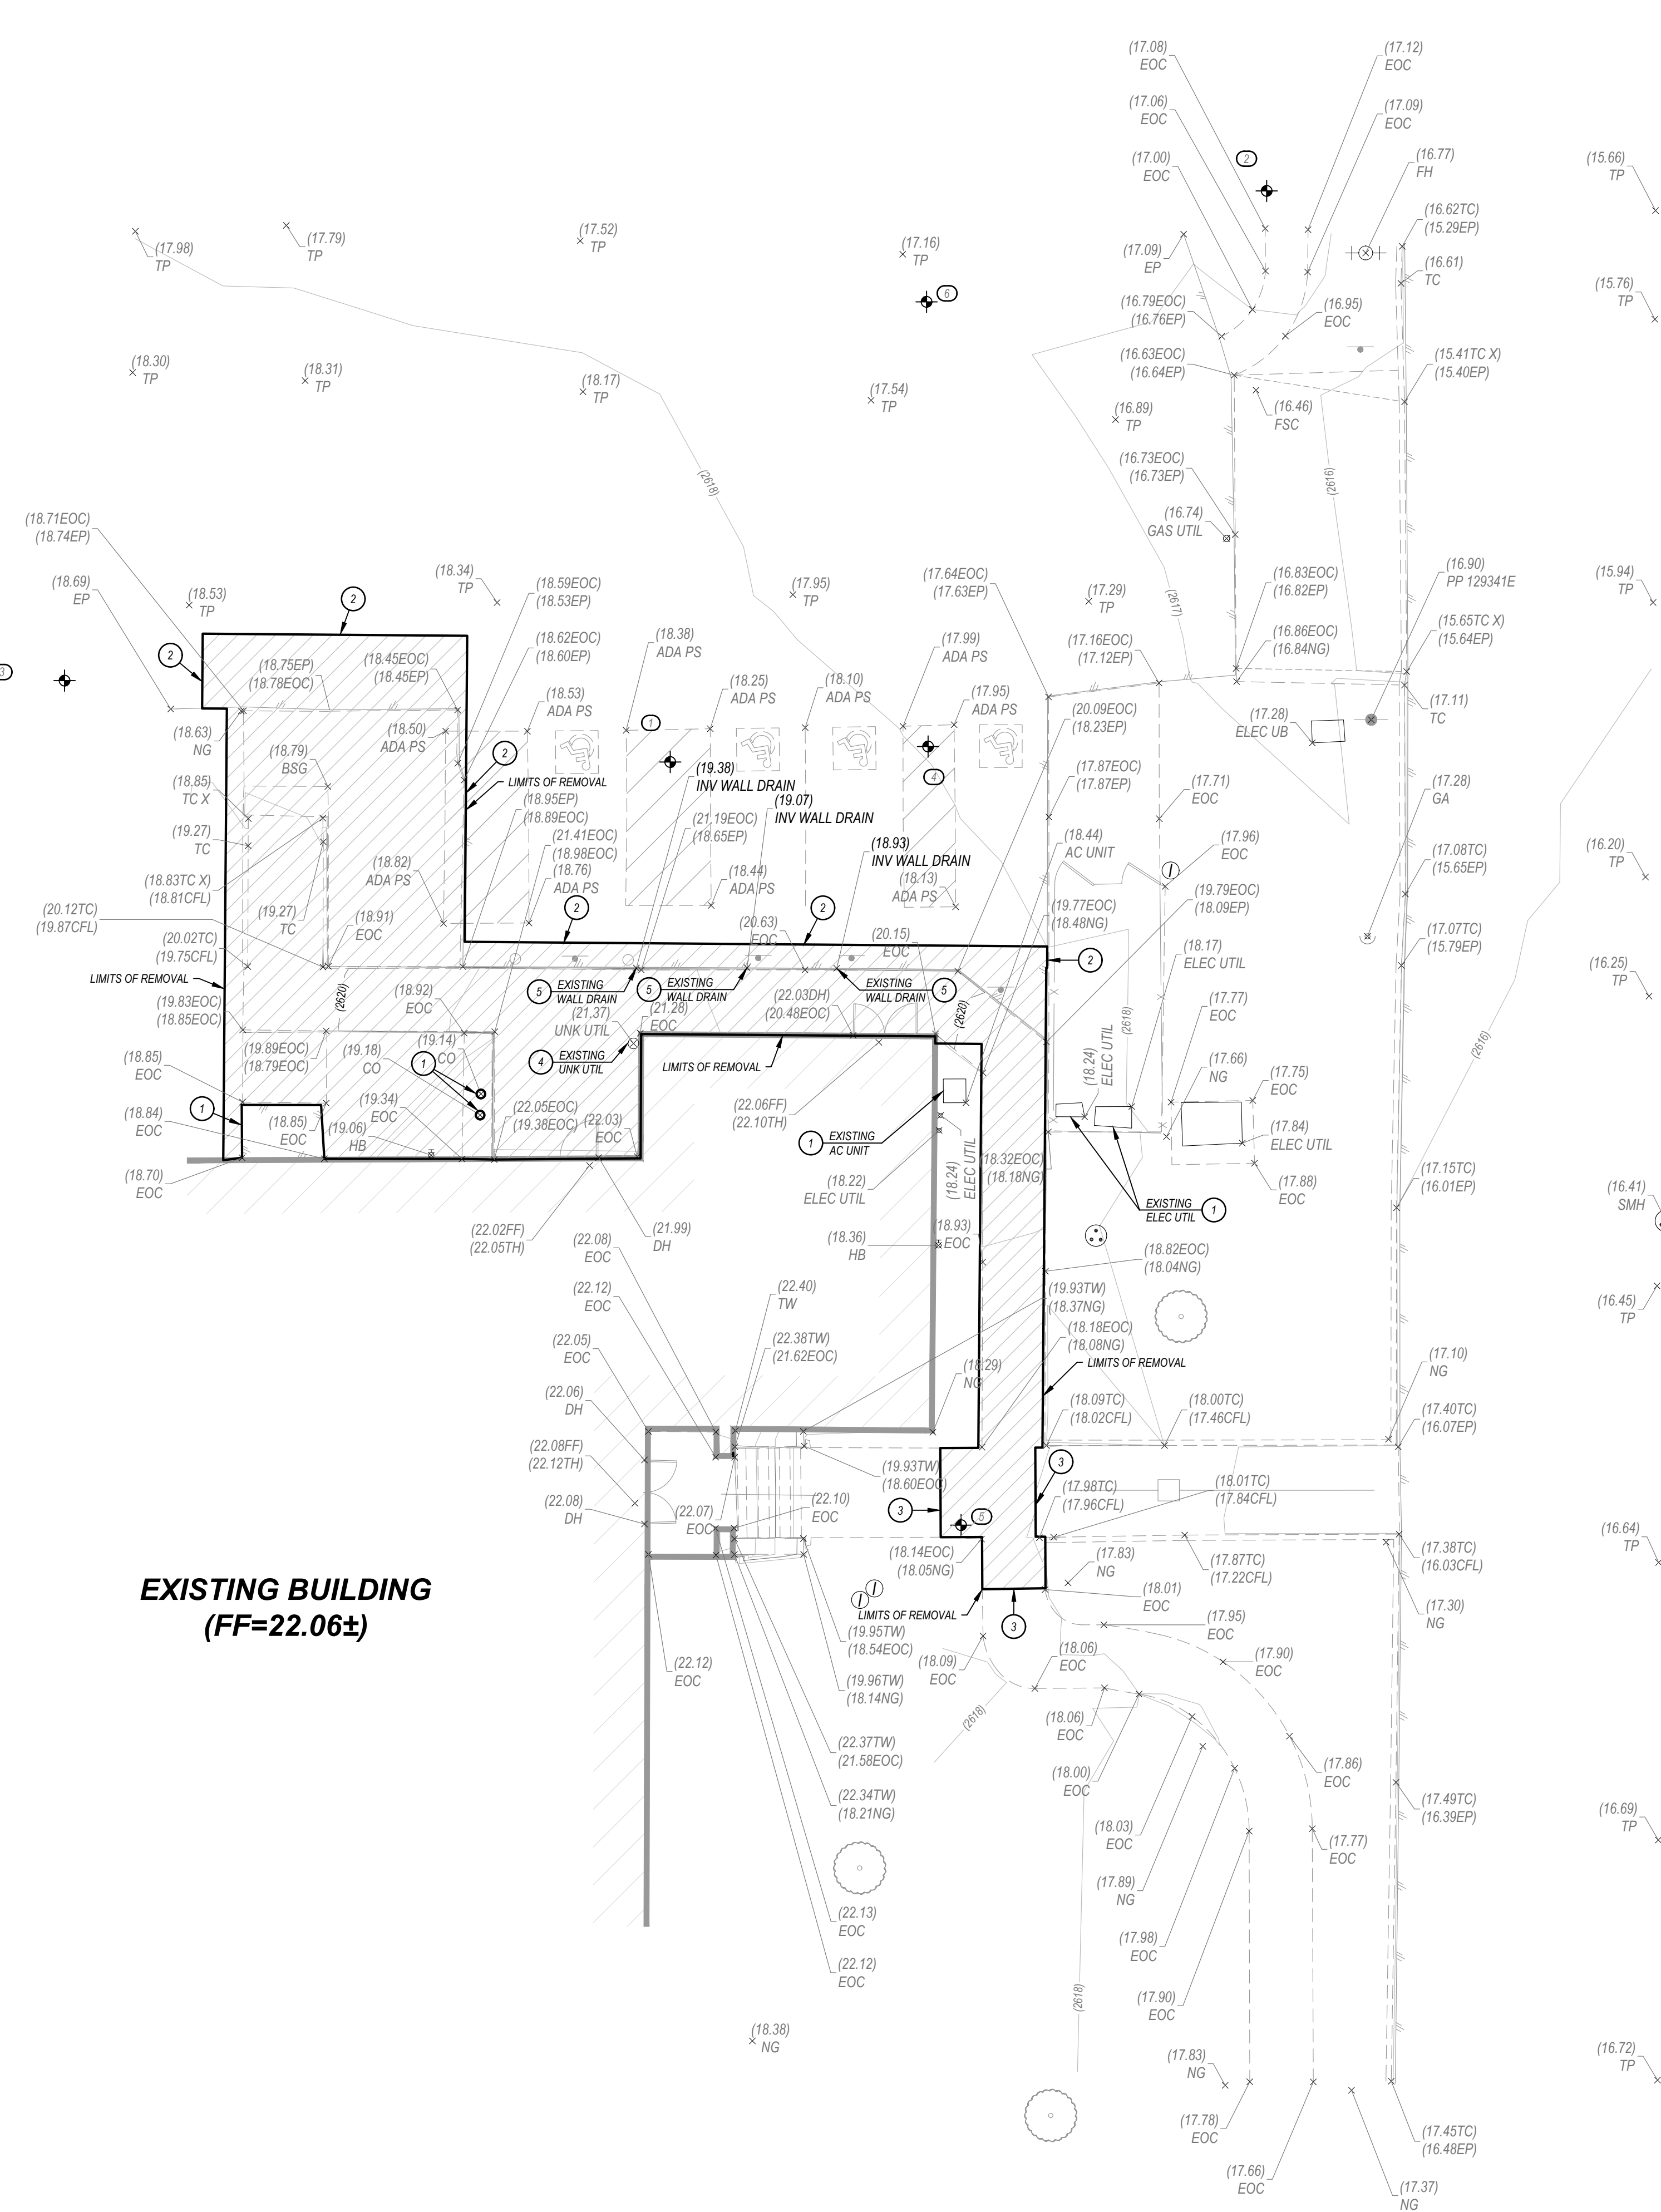 (17.08)
EOC
(17.12)
EOC
(17.06)
EOC
(17.09)
EOC
(17.00)
EOC
2
(16.77)
FH
(15.66)
TP
(16.62TC)
(15.29EP)
(17.98)
TP
(17.79)
TP
(17.52)
TP
(17.16)
TP
(17.09)
EP
(16.61)
TC
(15.76)
TP
6
(16.79EOC)
(16.76EP)
(16.95)
EOC
(18.30)
TP
(18.31)
TP
(18.17)
TP
(17.54)
TP
(16.63EOC)
(16.64EP)
(15.41TC X)
(15.40EP)
(16.89)
TP
(16.46)
FSC
(2618)
(2616)
(16.73EOC)
(16.73EP)
(16.74)
GAS UTIL
(18.71EOC)
(18.74EP)
(18.69)
EP
(18.53)
TP
2
(18.34)
TP
(18.59EOC)
(18.53EP)
(17.95)
TP
(17.64EOC)
(17.63EP)
(17.29)
TP
(2617)
(16.83EOC)
(16.82EP)
(16.90)
PP 129341E
(15.94)
TP
(15.65TC X)
(15.64EP)
3
2
(18.75EP)
(18.78EOC)
(18.45EOC)
(18.45EP)
(18.62EOC)
(18.60EP)
(18.38)
ADA PS
(17.99)
ADA PS
(17.16EOC)
(17.12EP)
(16.86EOC)
(16.84NG)
(18.53)
ADA PS
(18.25)
ADA PS
(18.10)
ADA PS
(17.95)
ADA PS
(17.11)
TC
(18.63)
NG
(18.50)
ADA PS
1
(20.09EOC)
(18.23EP)
(17.28)
ELEC UB
(18.79)
BSG
2
LIMITS OF REMOVAL
4
(18.85)
TC X
(18.95EP)
(18.89EOC)
(19.38)
INV WALL DRAIN
(19.07)
INV WALL DRAIN
(17.87EOC)
(17.87EP)
(17.71)
EOC
(17.28)
GA
(19.27)
TC
(21.41EOC)
(18.98EOC)
(21.19EOC)
(18.65EP)
(18.93)
INV WALL DRAIN
(18.44)
AC UNIT
(17.96)
EOC
(16.20)
TP
(17.08TC)
(15.65EP)
(18.83TC X)
(18.81CFL)
(18.82)
ADA PS
(18.76)
ADA PS
(18.44)
ADA PS
(18.13)
ADA PS
(19.79EOC)
(18.09EP)
(20.12TC)
(19.87CFL)
(19.27)
TC
(18.91)
EOC
2
2
(20.63)
EOC
(20.15)
EOC
(19.77EOC)
(18.48NG)
(17.07TC)
(15.79EP)
(20.02TC)
(19.75CFL)
2
(18.17)
ELEC UTIL
(16.25)
TP
LIMITS OF REMOVAL
(2620)
(18.92)
EOC
5
EXISTING
WALL DRAIN
5
EXISTING
WALL DRAIN
EXISTING
WALL DRAIN
5
(19.83EOC)
(18.85EOC)
(21.37)
UNK UTIL
(21.28)
EOC
(22.03DH)
(20.48EOC)
(2620)
(2618)
(17.77)
EOC
(2616)
(19.89EOC)
(18.79EOC)
(19.18)
CO
(19.14)
CO
1
4
EXISTING
UNK UTIL
LIMITS OF REMOVAL
(18.24)
ELEC UTIL
(17.66)
NG
(17.75)
EOC
(18.85)
EOC
(18.84)
EOC
1
(18.85)
EOC
(19.34)
EOC
(19.06)
HB
(22.05EOC)
(19.38EOC)
(22.03)
EOC
(22.06FF)
(22.10TH)
1
EXISTING
AC UNIT
(17.84)
ELEC UTIL
(18.70)
EOC
(18.22)
ELEC UTIL
(18.24)
ELEC UTIL
(18.32EOC)
(18.18NG)
EXISTING
ELEC UTIL
1
(17.88)
EOC
(17.15TC)
(16.01EP)
(16.41)
SMH
(22.02FF)
(22.05TH)
(21.99)
DH
(22.08)
EOC
(18.36)
HB
(18.93)
EOC
(18.82EOC)
(18.04NG)
(22.12)
EOC
(22.40)
TW
(19.93TW)
(18.37NG)
(16.45)
TP
(22.05)
EOC
(22.38TW)
(21.62EOC)
(18.18EOC)
(18.08NG)
(18.29)
NG
LIMITS OF REMOVAL
(17.10)
NG
(22.06)
DH
(18.09TC)
(18.02CFL)
(18.00TC)
(17.46CFL)
(17.40TC)
(16.07EP)
(22.08FF)
(22.12TH)
(19.93TW)
(18.60EOC)
3
(22.08)
DH
(22.07)
EOC
(22.10)
EOC
3
5
(17.98TC)
(17.96CFL)
(18.01TC)
(17.84CFL)
(18.14EOC)
(18.05NG)
(17.83)
NG
(17.87TC)
(17.22CFL)
(17.38TC)
(16.03CFL)
(16.64)
TP
EXISTING BUILDING
(FF=22.06±)
LIMITS OF REMOVAL
3
(18.01)
EOC
(17.95)
EOC
(17.30)
NG
(19.95TW)
(18.54EOC)
(22.12)
EOC
(18.09)
EOC
(18.06)
EOC
(17.90)
EOC
(19.96TW)
(18.14NG)
(2618)
(18.06)
EOC
(22.37TW)
(21.58EOC)
(18.00)
EOC
(17.86)
EOC
(22.34TW)
(18.21NG)
(18.03)
EOC
(17.49TC)
(16.39EP)
(16.69)
TP
(17.77)
EOC
(17.89)
NG
(22.13)
EOC
(17.98)
EOC
(22.12)
EOC
(2618)
(17.90)
EOC
(18.38)
NG
(17.83)
NG
(16.72)
TP
(17.78)
EOC
(17.45TC)
(16.48EP)
(17.66)
EOC
(17.37)
NG